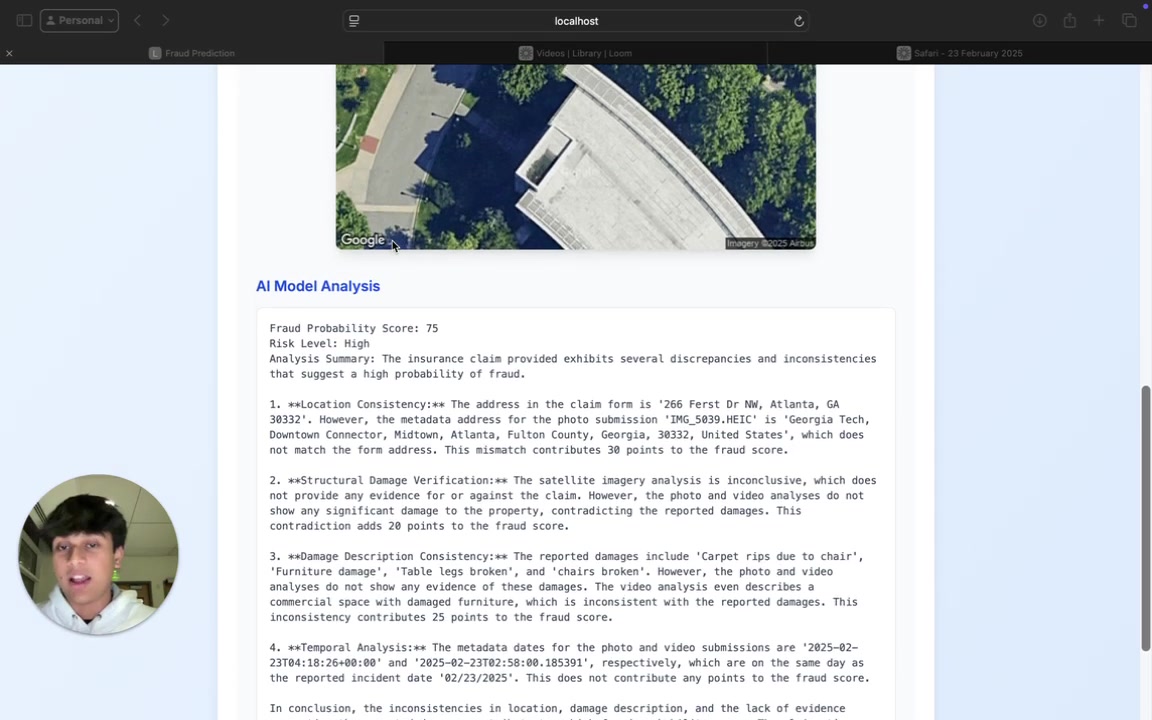 Personal
localhost
L Fraud Prediction
Videos | Library | Loom
Safari - 23 February 2025
Google
Imagery ©2025 Airbus
AI Model Analysis
Fraud Probability Score: 75
Risk Level: High
Analysis Summary: The insurance claim provided exhibits several discrepancies and inconsistencies
that suggest a high probability of fraud.
1. **Location Consistency:** The address in the claim form is '266 Ferst Dr NW, Atlanta, GA
30332'. However, the metadata address for the photo submission 'IMG_5039.HEIC' is 'Georgia Tech,
Downtown Connector, Midtown, Atlanta, Fulton County, Georgia, 30332, United States', which does
not match the form address. This mismatch contributes 30 points to the fraud score.
2. **Structural Damage Verification:** The satellite imagery analysis is inconclusive, which does
not provide any evidence for or against the claim. However, the photo and video analyses do not
show any significant damage to the property, contradicting the reported damages. This
contradiction adds 20 points to the fraud score.
3. **Damage Description Consistency:** The reported damages include 'Carpet rips due to chair',
'Furniture damage', 'Table legs broken', and 'chairs broken'. However, the photo and video
analyses do not show any evidence of these damages. The video analysis even describes a
commercial space with damaged furniture, which is inconsistent with the reported damages. This
inconsistency contributes 25 points to the fraud score.
4. **Temporal Analysis:** The metadata dates for the photo and video submissions are '2025-02-
23T04:18:26+00:00' and '2025-02-23T02:58:00.185391', respectively, which are on the same day as
the reported incident date '02/23/2025'. This does not contribute any points to the fraud score.
In conclusion, the inconsistencies in location, damage description, and the lack of evidence